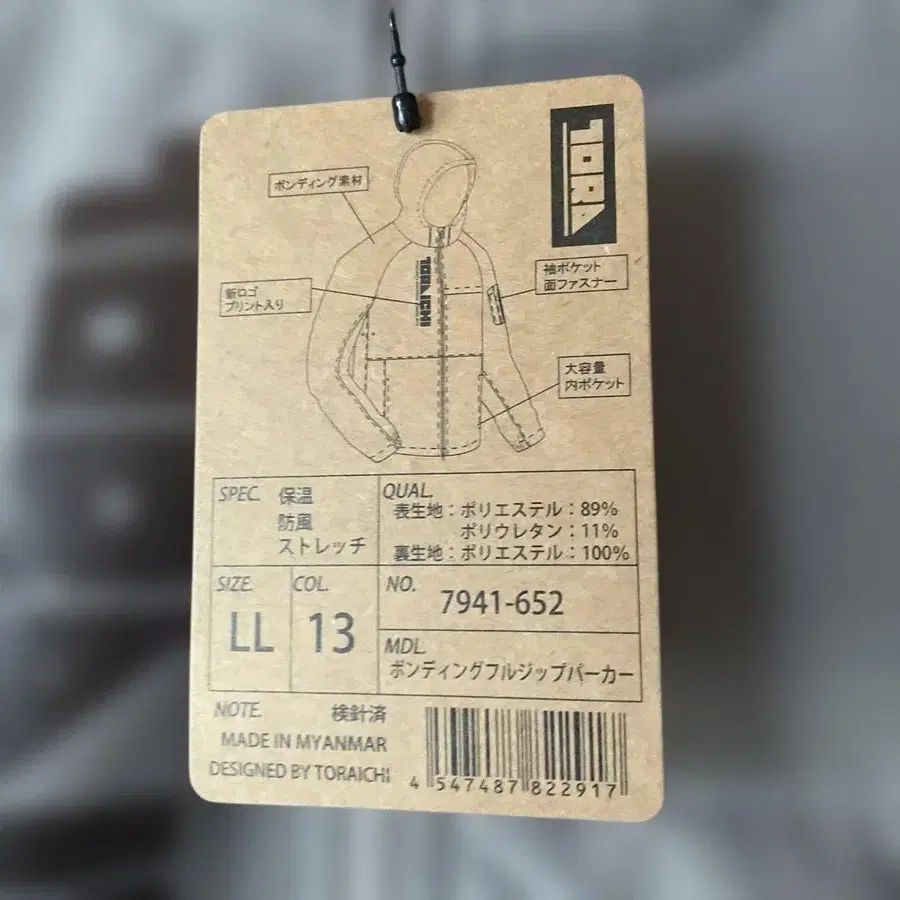 TORA
ボンディング素材
TORAICHI
新ロゴ
プリント入り
袖ポケット
面ファスナー
大容量
内ポケット
SPEC. 保温
防風
ストレッチ
QUAL.
表生地：ポリエステル：89%
ポリウレタン：11%
裏生地：ポリエステル：100%
SIZE.
LL
COL.
13
NO.
7941-652
MDL.
ボンディングフルジップパーカー
NOTE. 検針済
MADE IN MYANMAR
DESIGNED BY TORAICHI
4 547487 822917